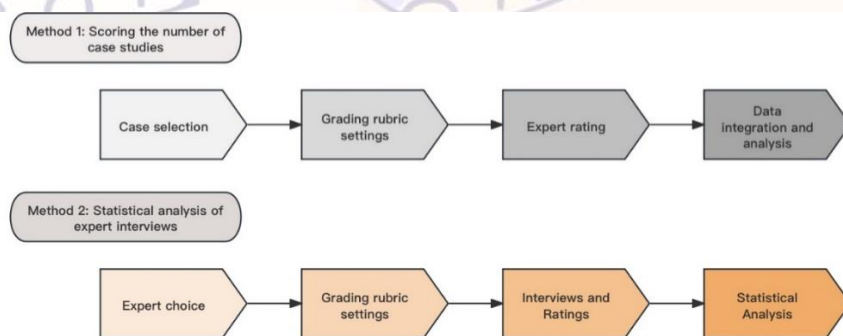 Method 1: Scoring the number of
case studies
Case selection
Grading rubric
settings
Expert rating
Data
integration and
analysis
Method 2: Statistical analysis of
expert interviews
Expert choice
Grading rubric
settings
Interviews and
Ratings
Statistical
Analysis